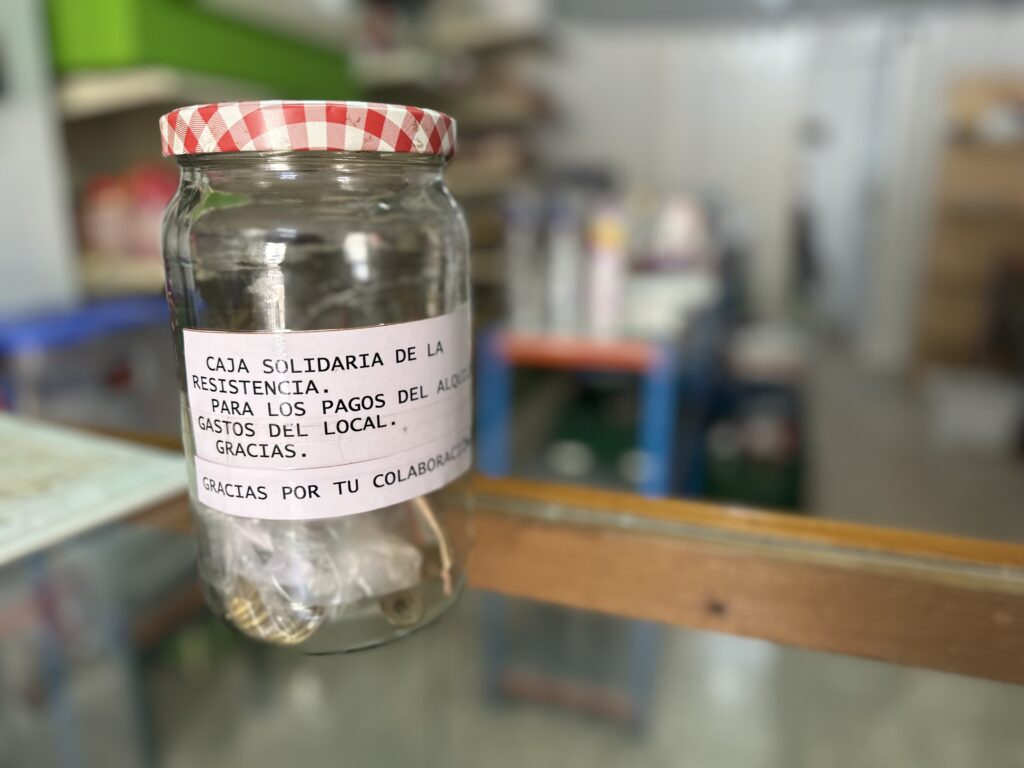 CAJA SOLIDARIA DE LA
RESISTENCIA.
PARA LOS PAGOS DEL
GASTOS DEL LOCAL.
GRACIAS.
GRACIAS POR TU